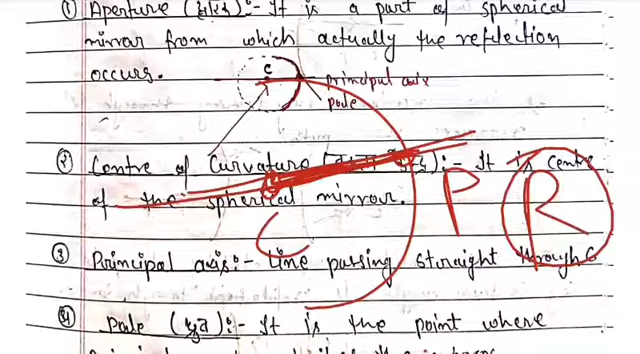 ① Aperture :- It is a part of spherical
mirror from which actually the reflection
occurs.
C
principal axis
pole
② Centre of Curvature :- It is centre
of the spherical mirror.
P
R
C
③ Principal axis:- Line passing straight through C
④ Pole (ध्रुव) :- It is the point where